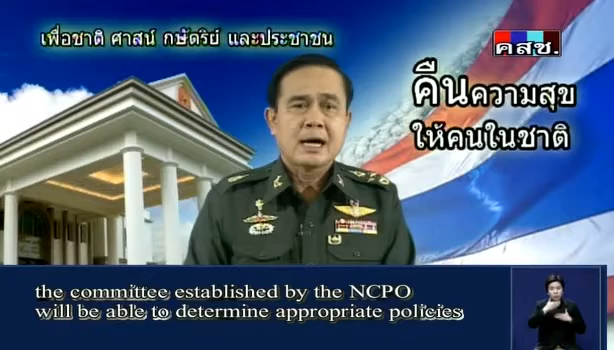 เพื่อชาติ ศาสน์ กษัตริย์ และประชาชน
คสช.
คืนความสุข
ให้คนในชาติ
the committee established by the NCPO
will be able to determine appropriate policies